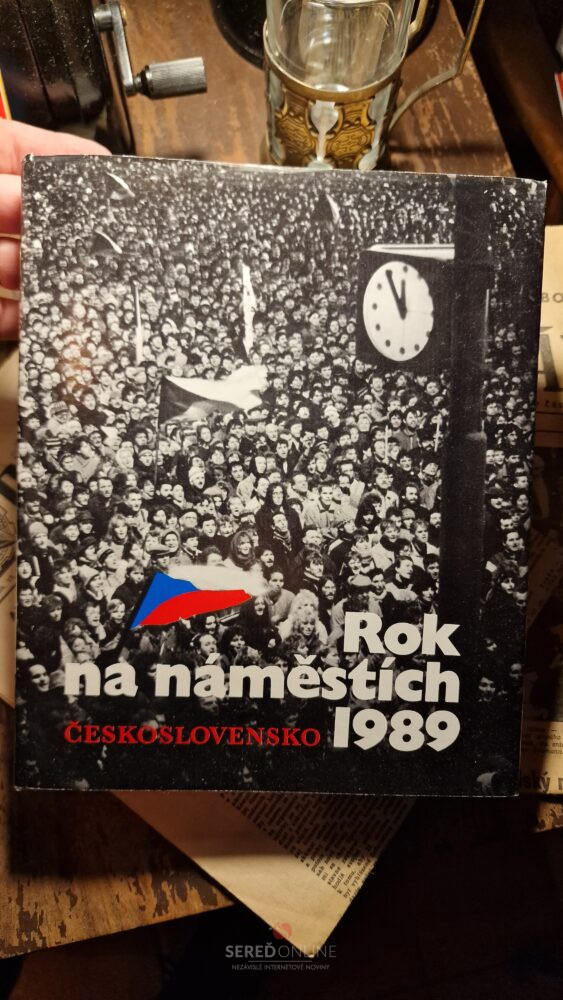 Rok
na náměstích
ČESKOSLOVENSKO 1989
SEREĎONLINE
NEZÁVISLÉ INTERNETOVÉ NOVINY